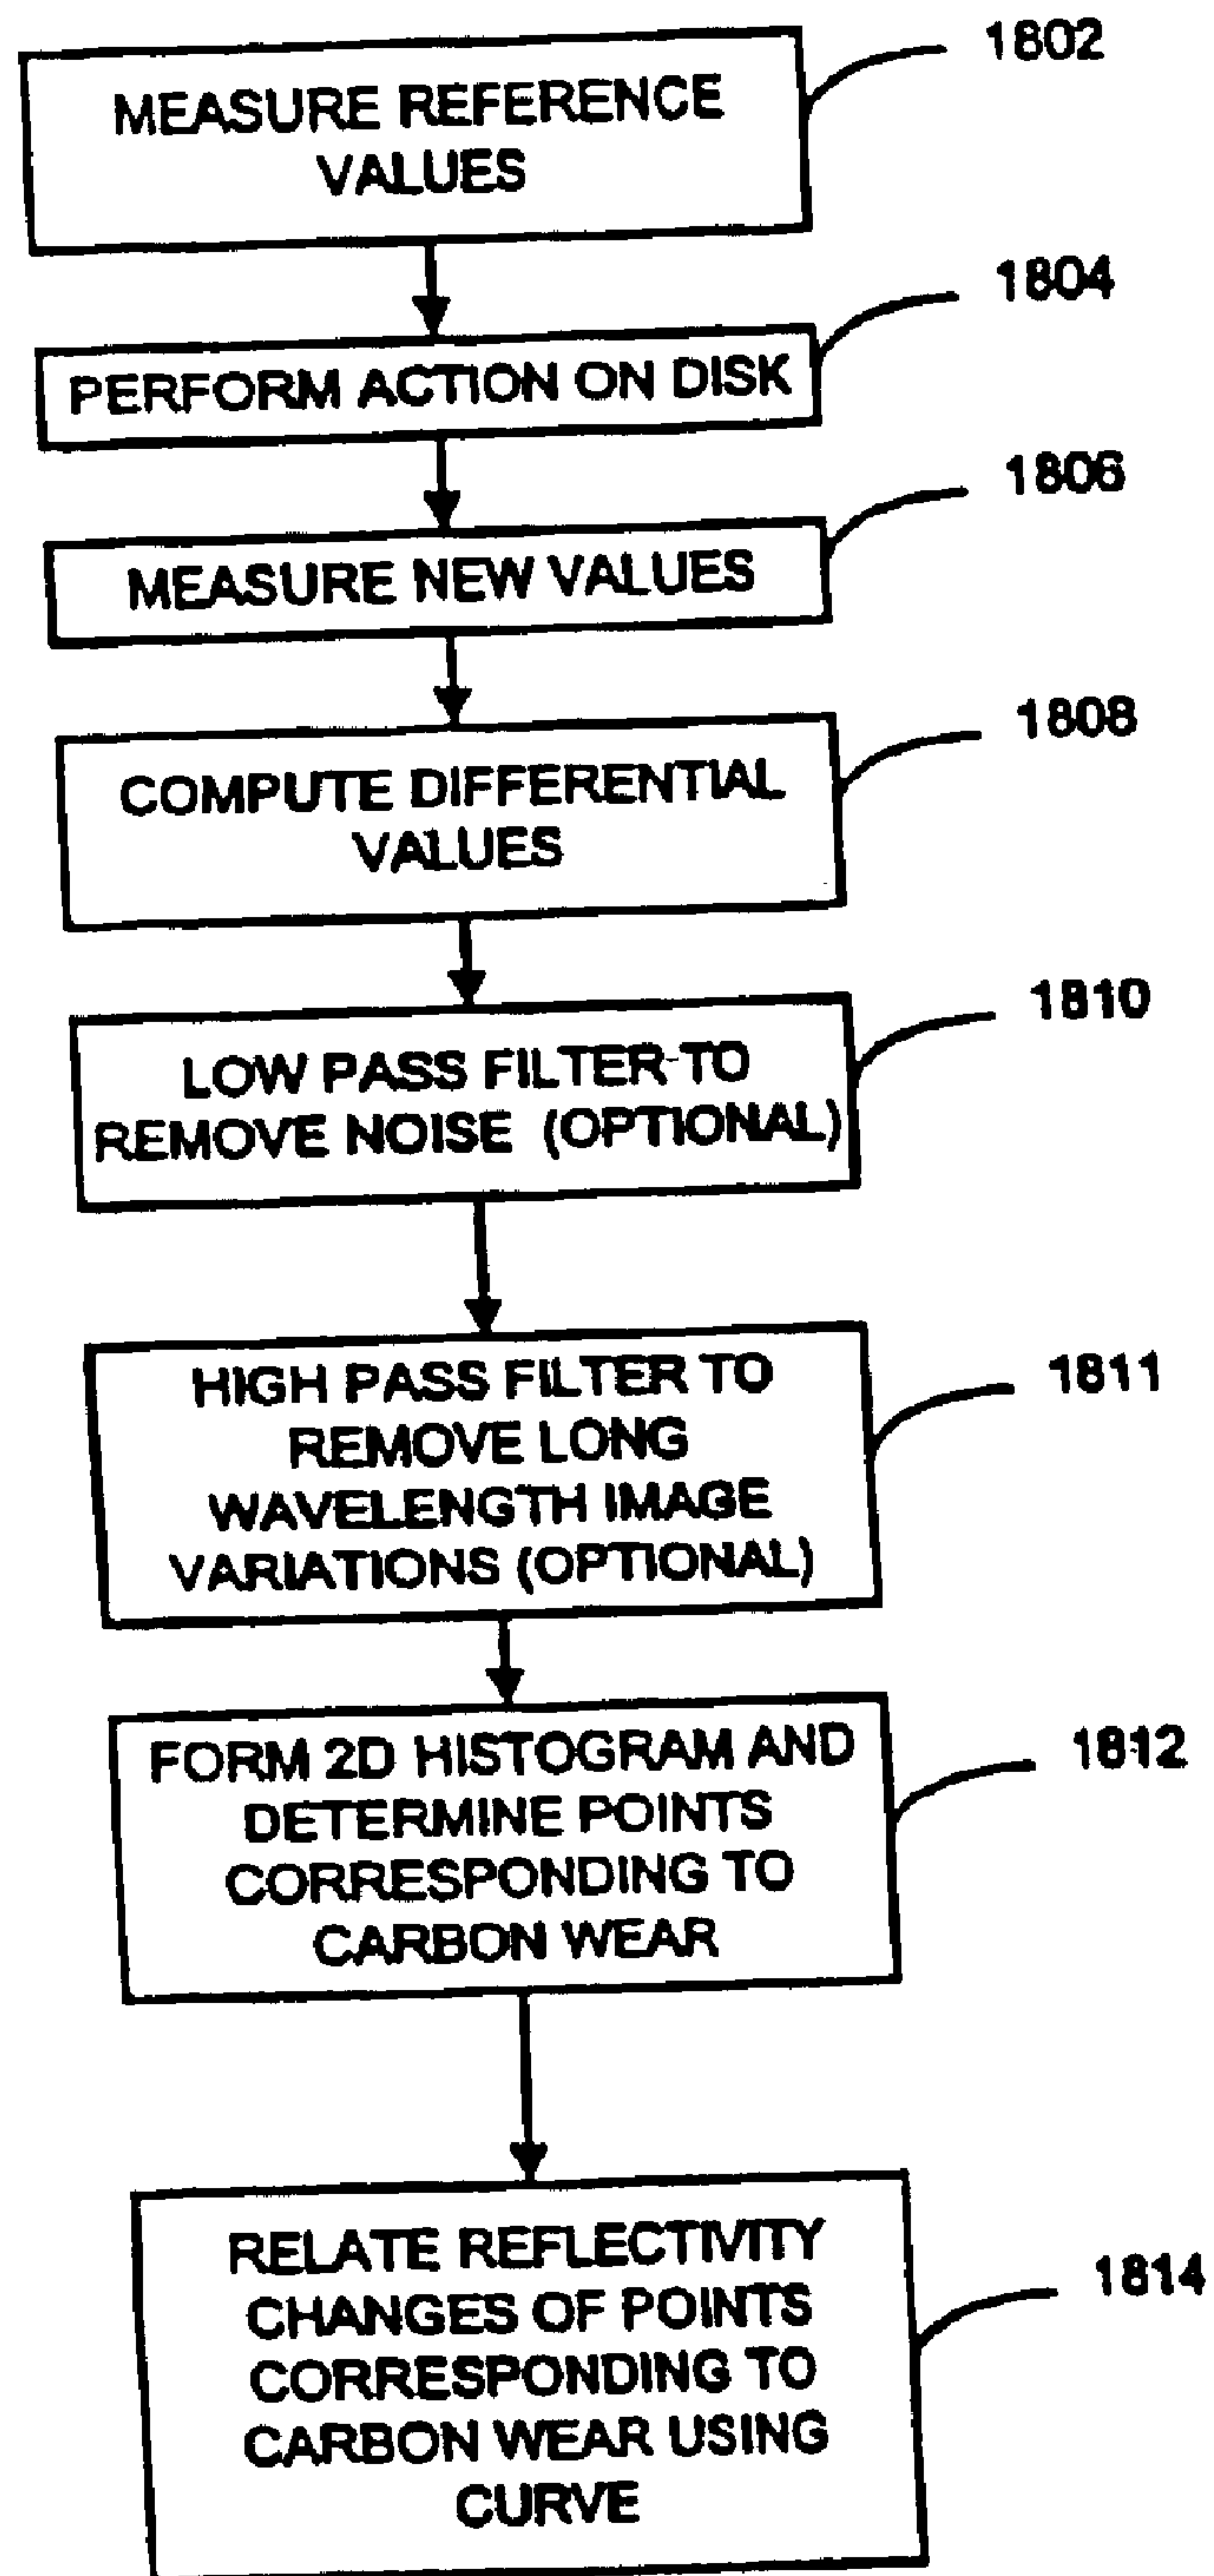 1802
MEASURE REFERENCE
VALUES
1804
PERFORM ACTION ON DISK
1806
MEASURE NEW VALUES
1808
COMPUTE DIFFERENTIAL
VALUES
1810
LOW PASS FILTER TO
REMOVE NOISE (OPTIONAL)
1811
HIGH PASS FILTER TO
REMOVE LONG
WAVELENGTH IMAGE
VARIATIONS (OPTIONAL)
1812
FORM 2D HISTOGRAM AND
DETERMINE POINTS
CORRESPONDING TO
CARBON WEAR
1814
RELATE REFLECTIVITY
CHANGES OF POINTS
CORRESPONDING TO
CARBON WEAR USING
CURVE